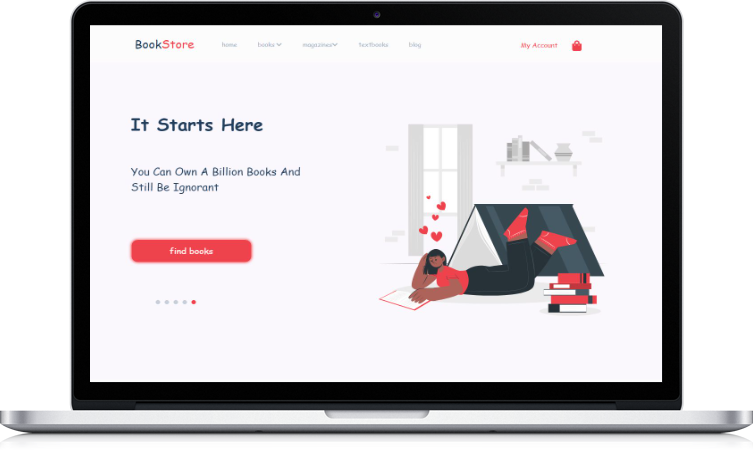 BookStore
home
books
magazines
textbooks
blog
My Account
It Starts Here
You Can Own A Billion Books And
Still Be Ignorant
find books